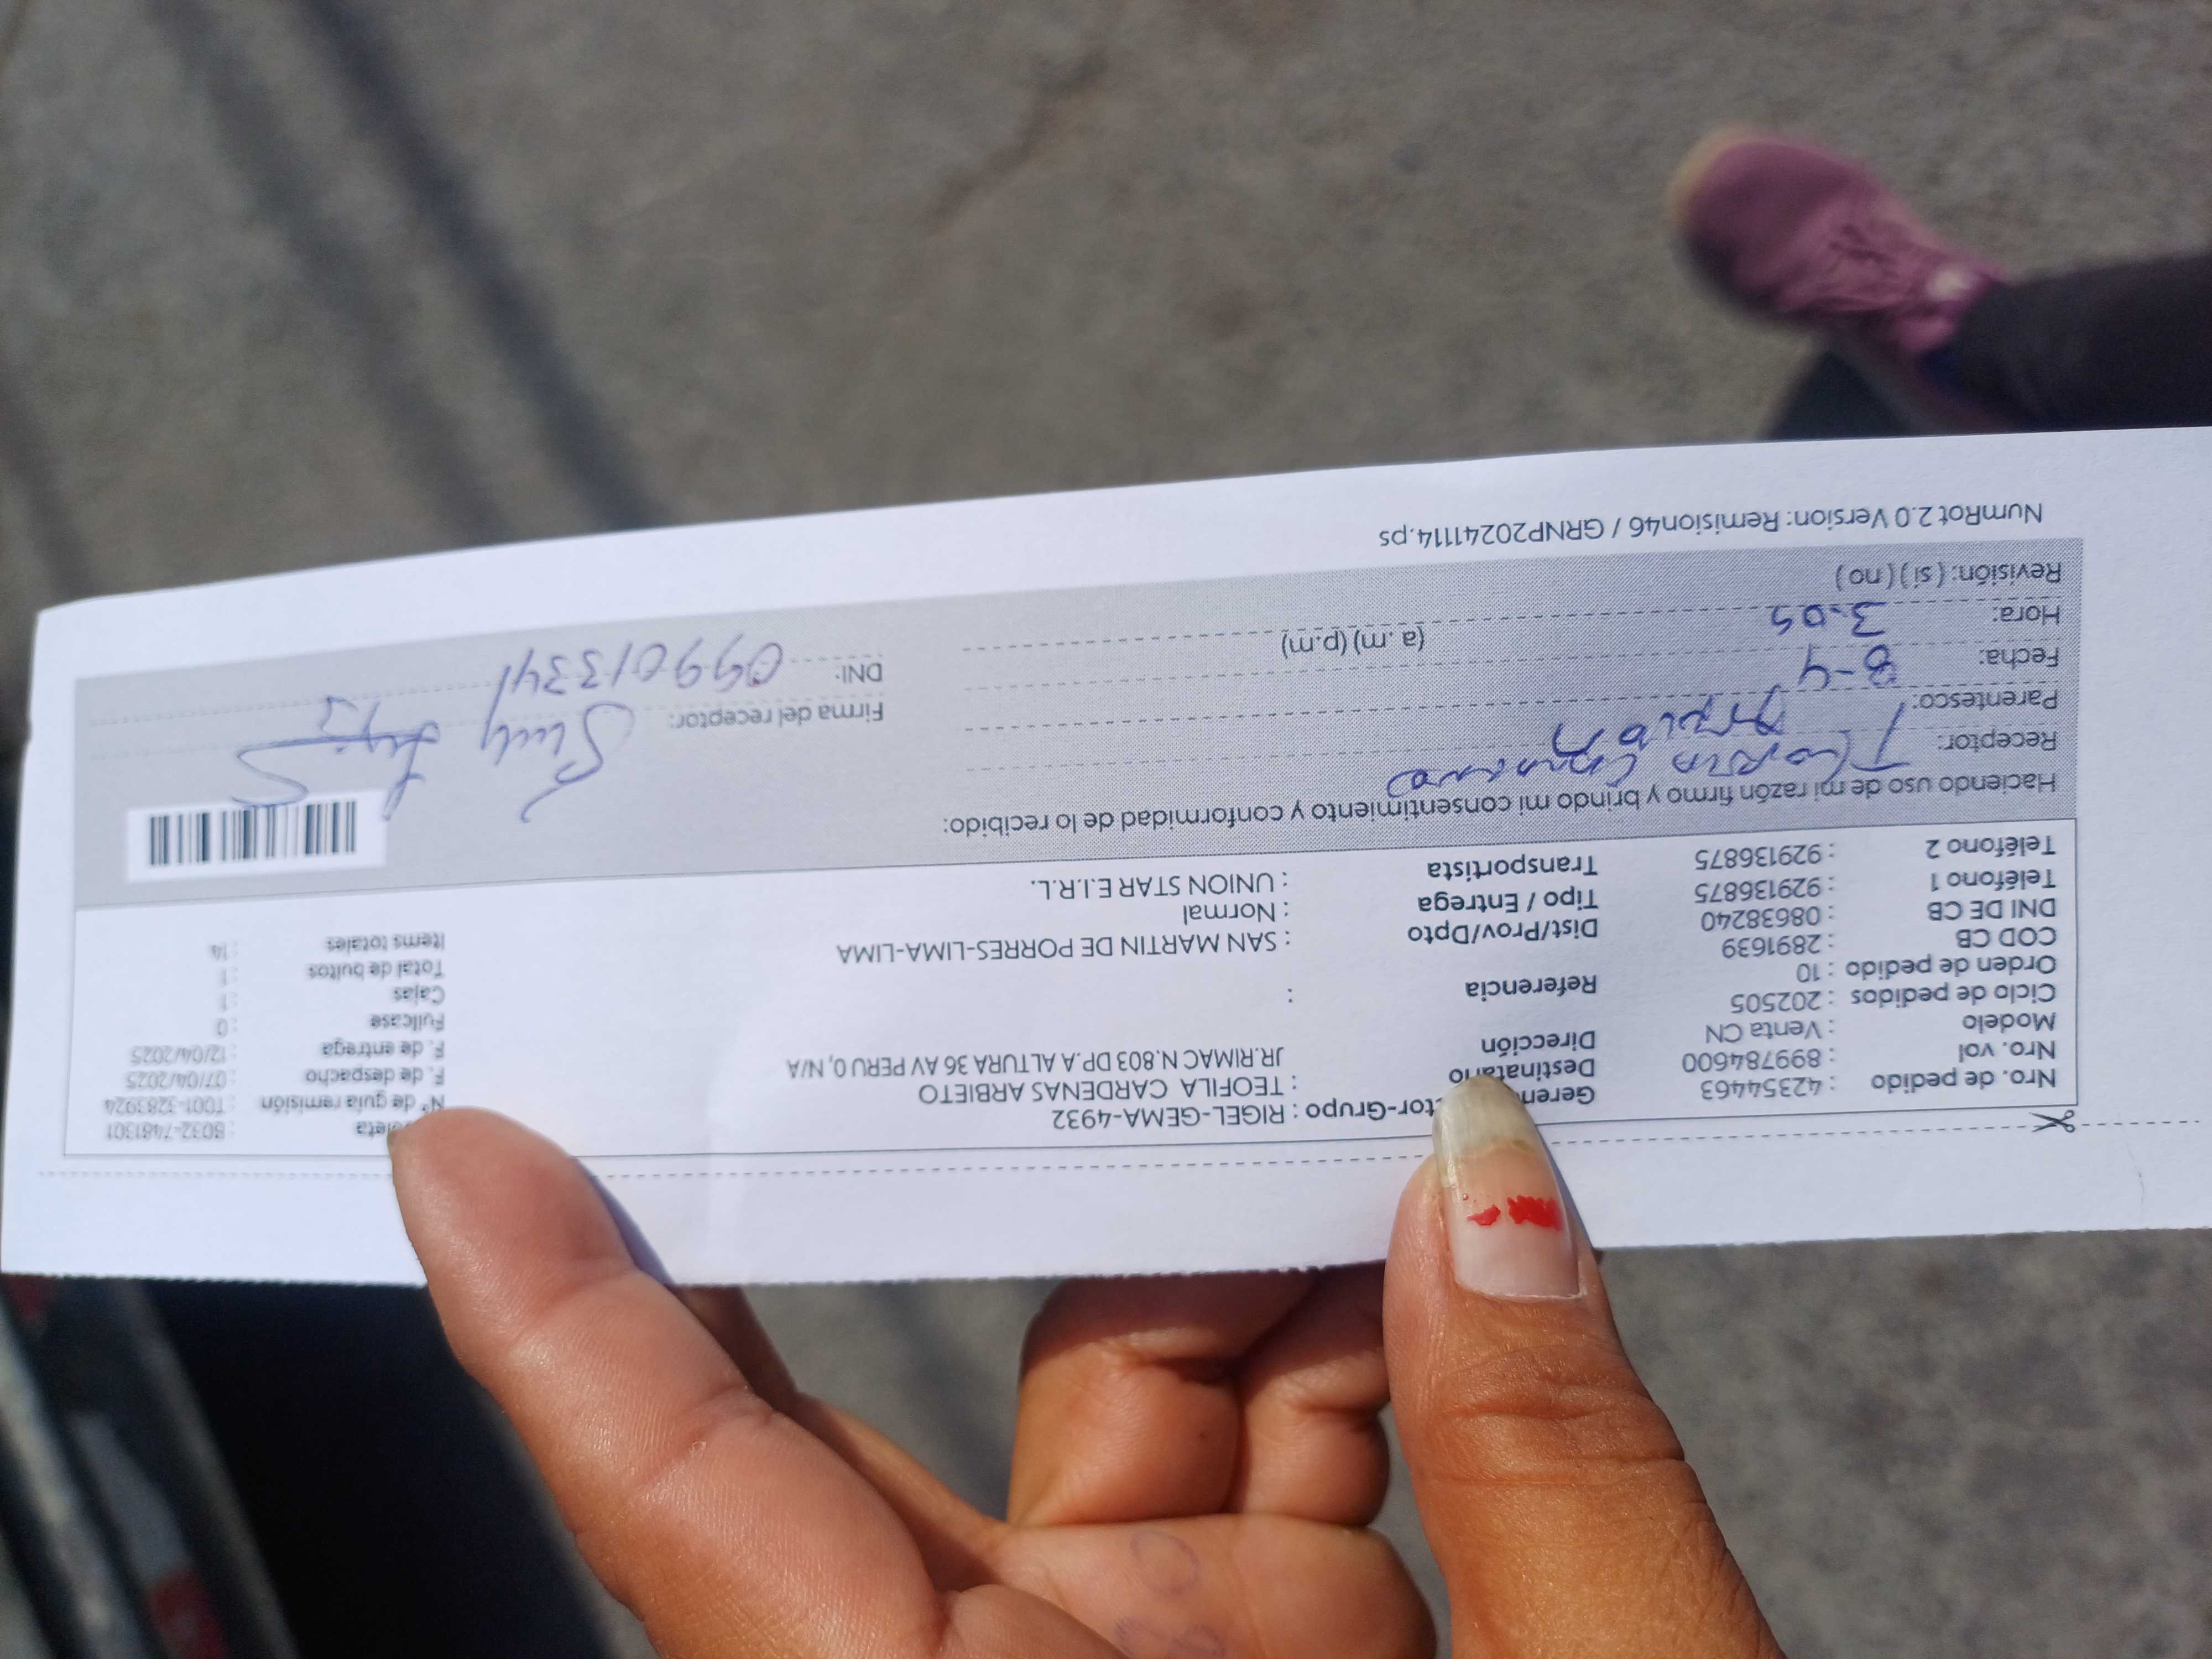 Nro. de pedido : 42354463
Nro. vol : 899784600
Modelo : Venta CN
Ciclo de pedidos : 202505
Orden de pedido : 10
COD CB : 2891639
DNI DE CB : 08638240
Teléfono 1 : 929136875
Teléfono 2 : 929136875
tor-Grupo : RIGEL-GEMA-4932
Destinatario : TEOFILA CARDENAS ARBIETO
Dirección JR.RIMAC N.803 DP.A ALTURA 36 AV PERU 0, N/A
Referencia :
Dist/Prov/Dpto : SAN MARTIN DE PORRES-LIMA-LIMA
Tipo / Entrega : Normal
Transportista : UNION STAR E.I.R.L.
: B032-7481301
N° de guía remisión : T001-3283924
F. de despacho : 07/04/2025
F. de entrega : 12/04/2025
Fullcase : 0
Cajas : 1
Total de bultos : 1
Items totales : 14
Haciendo uso de mi razón firmo y brindo mi consentimiento y conformidad de lo recibido:
Receptor:
Parentesco:
Fecha: 8-4
Hora: 3.05 (a. m) (p.m)
Revisión: ( si ) ( no )
Firma del receptor:
DNI: 09901334
NumRot 2.0 Version: Remision46 / GRNP20241114.ps